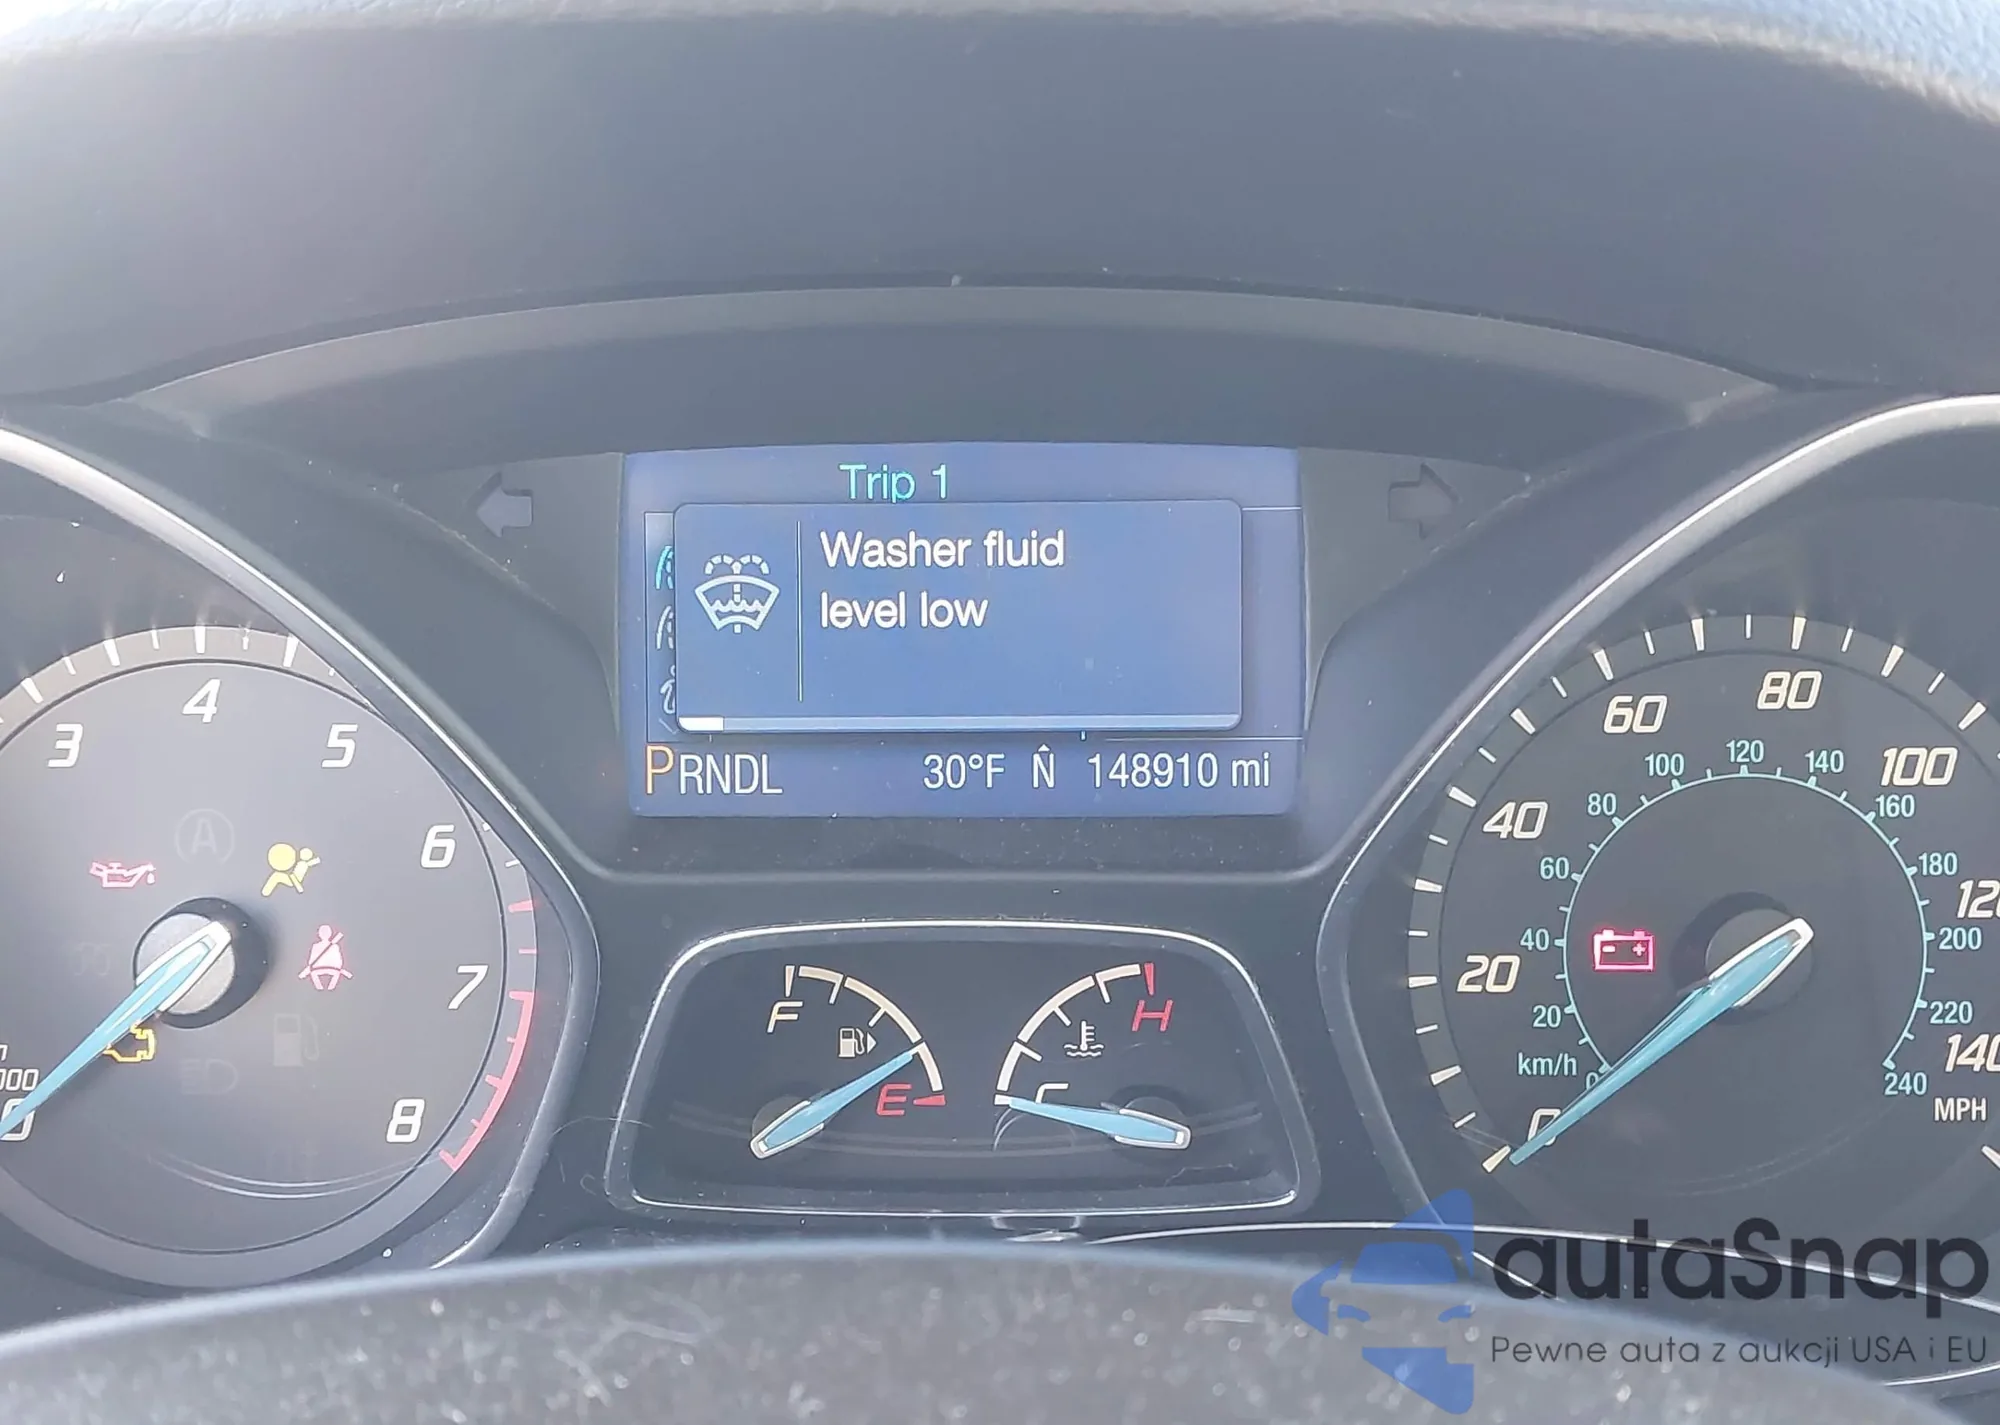 Trip 1
Washer fluid
level low
PRNDL 30°F N 148910 mi
3 4 5 6 7 8
0
F E
C H
0 20 40 60 80 100 140
MPH
km/h
0 20 40 60 80 100 120 140 160 180 200 220 240
autaSnap
Pewne auta z aukcji USA i EU